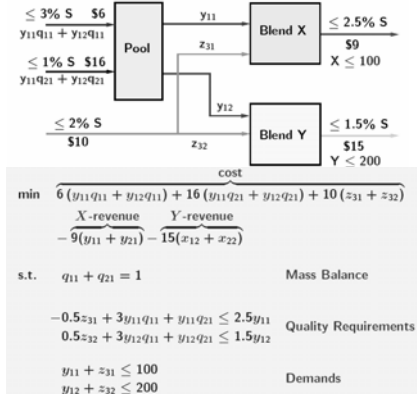 ≤ 3% S $6
y₁₁q₁₁ + y₁₂q₁₁
≤ 1% S $16
y₁₁q₂₁ + y₁₂q₂₁
Pool
y₁₁
z₃₁
Blend X
≤ 2.5% S
$9
X ≤ 100
≤ 2% S
$10
y₁₂
z₃₂
Blend Y
≤ 1.5% S
$15
Y ≤ 200
cost
min 6 (y₁₁q₁₁ + y₁₂q₁₁) + 16 (y₁₁q₂₁ + y₁₂q₂₁) + 10 (z₃₁ + z₃₂)
X-revenue Y-revenue
− 9(y₁₁ + y₂₁) − 15(x₁₂ + x₂₂)
s.t. q₁₁ + q₂₁ = 1 Mass Balance
−0.5z₃₁ + 3y₁₁q₁₁ + y₁₁q₂₁ ≤ 2.5y₁₁
0.5z₃₂ + 3y₁₂q₁₁ + y₁₂q₂₁ ≤ 1.5y₁₂
Quality Requirements
y₁₁ + z₃₁ ≤ 100
y₁₂ + z₃₂ ≤ 200
Demands